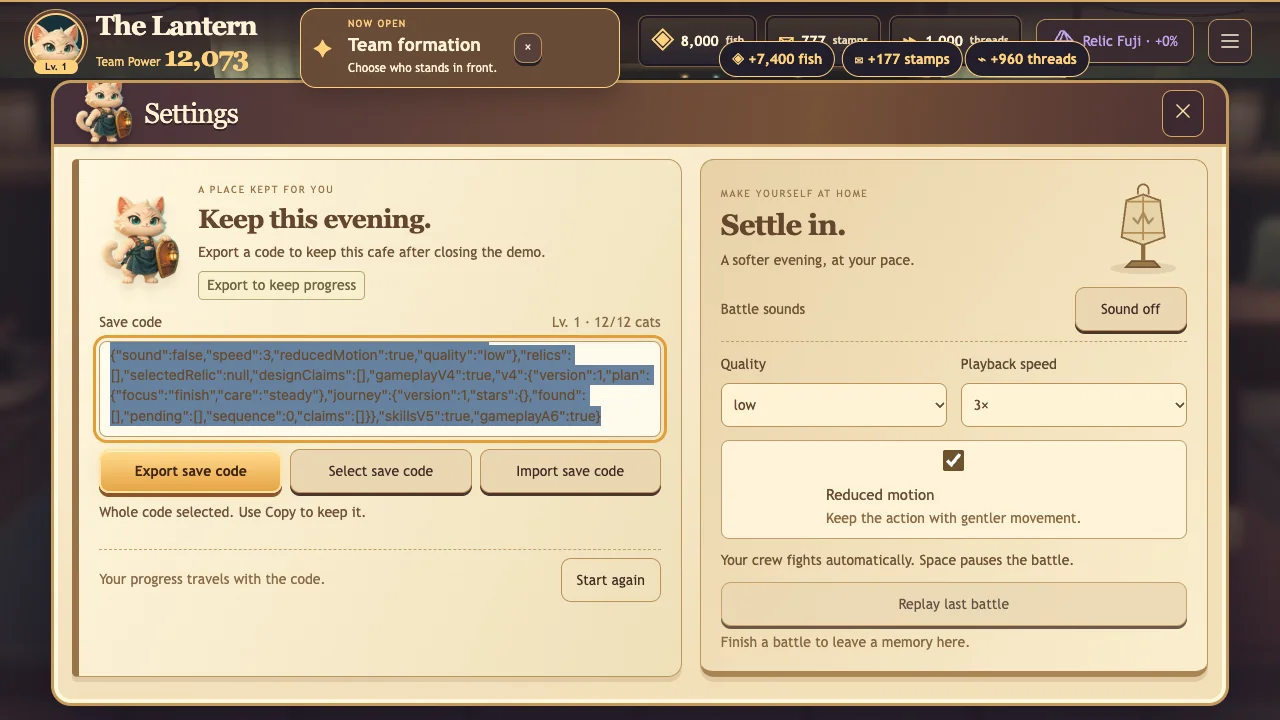 The Lantern
Team Power 12,073
Lv. 1
NOW OPEN
Team formation
Choose who stands in front.
×
8,000 fish
777 stamps
1,000 threads
+7,400 fish
+177 stamps
+960 threads
Relic Fuji · +0%
Settings
A PLACE KEPT FOR YOU
Keep this evening.
Export a code to keep this cafe after closing the demo.
Export to keep progress
Save code
Lv. 1 · 12/12 cats
{"sound":false,"speed":3,"reducedMotion":true,"quality":"low"},"relics":
[],"selectedRelic":null,"designClaims":[],"gameplayV4":true,"v4":{"version":1,"plan":
{"focus":"finish","care":"steady"},"journey":{"version":1,"stars":{},"found":
[],"pending":[],"sequence":0,"claims":[]}},"skillsV5":true,"gameplayA6":true}
Export save code
Select save code
Import save code
Whole code selected. Use Copy to keep it.
Your progress travels with the code.
Start again
MAKE YOURSELF AT HOME
Settle in.
A softer evening, at your pace.
Battle sounds
Sound off
Quality
Playback speed
low
3×
Reduced motion
Keep the action with gentler movement.
Your crew fights automatically. Space pauses the battle.
Replay last battle
Finish a battle to leave a memory here.